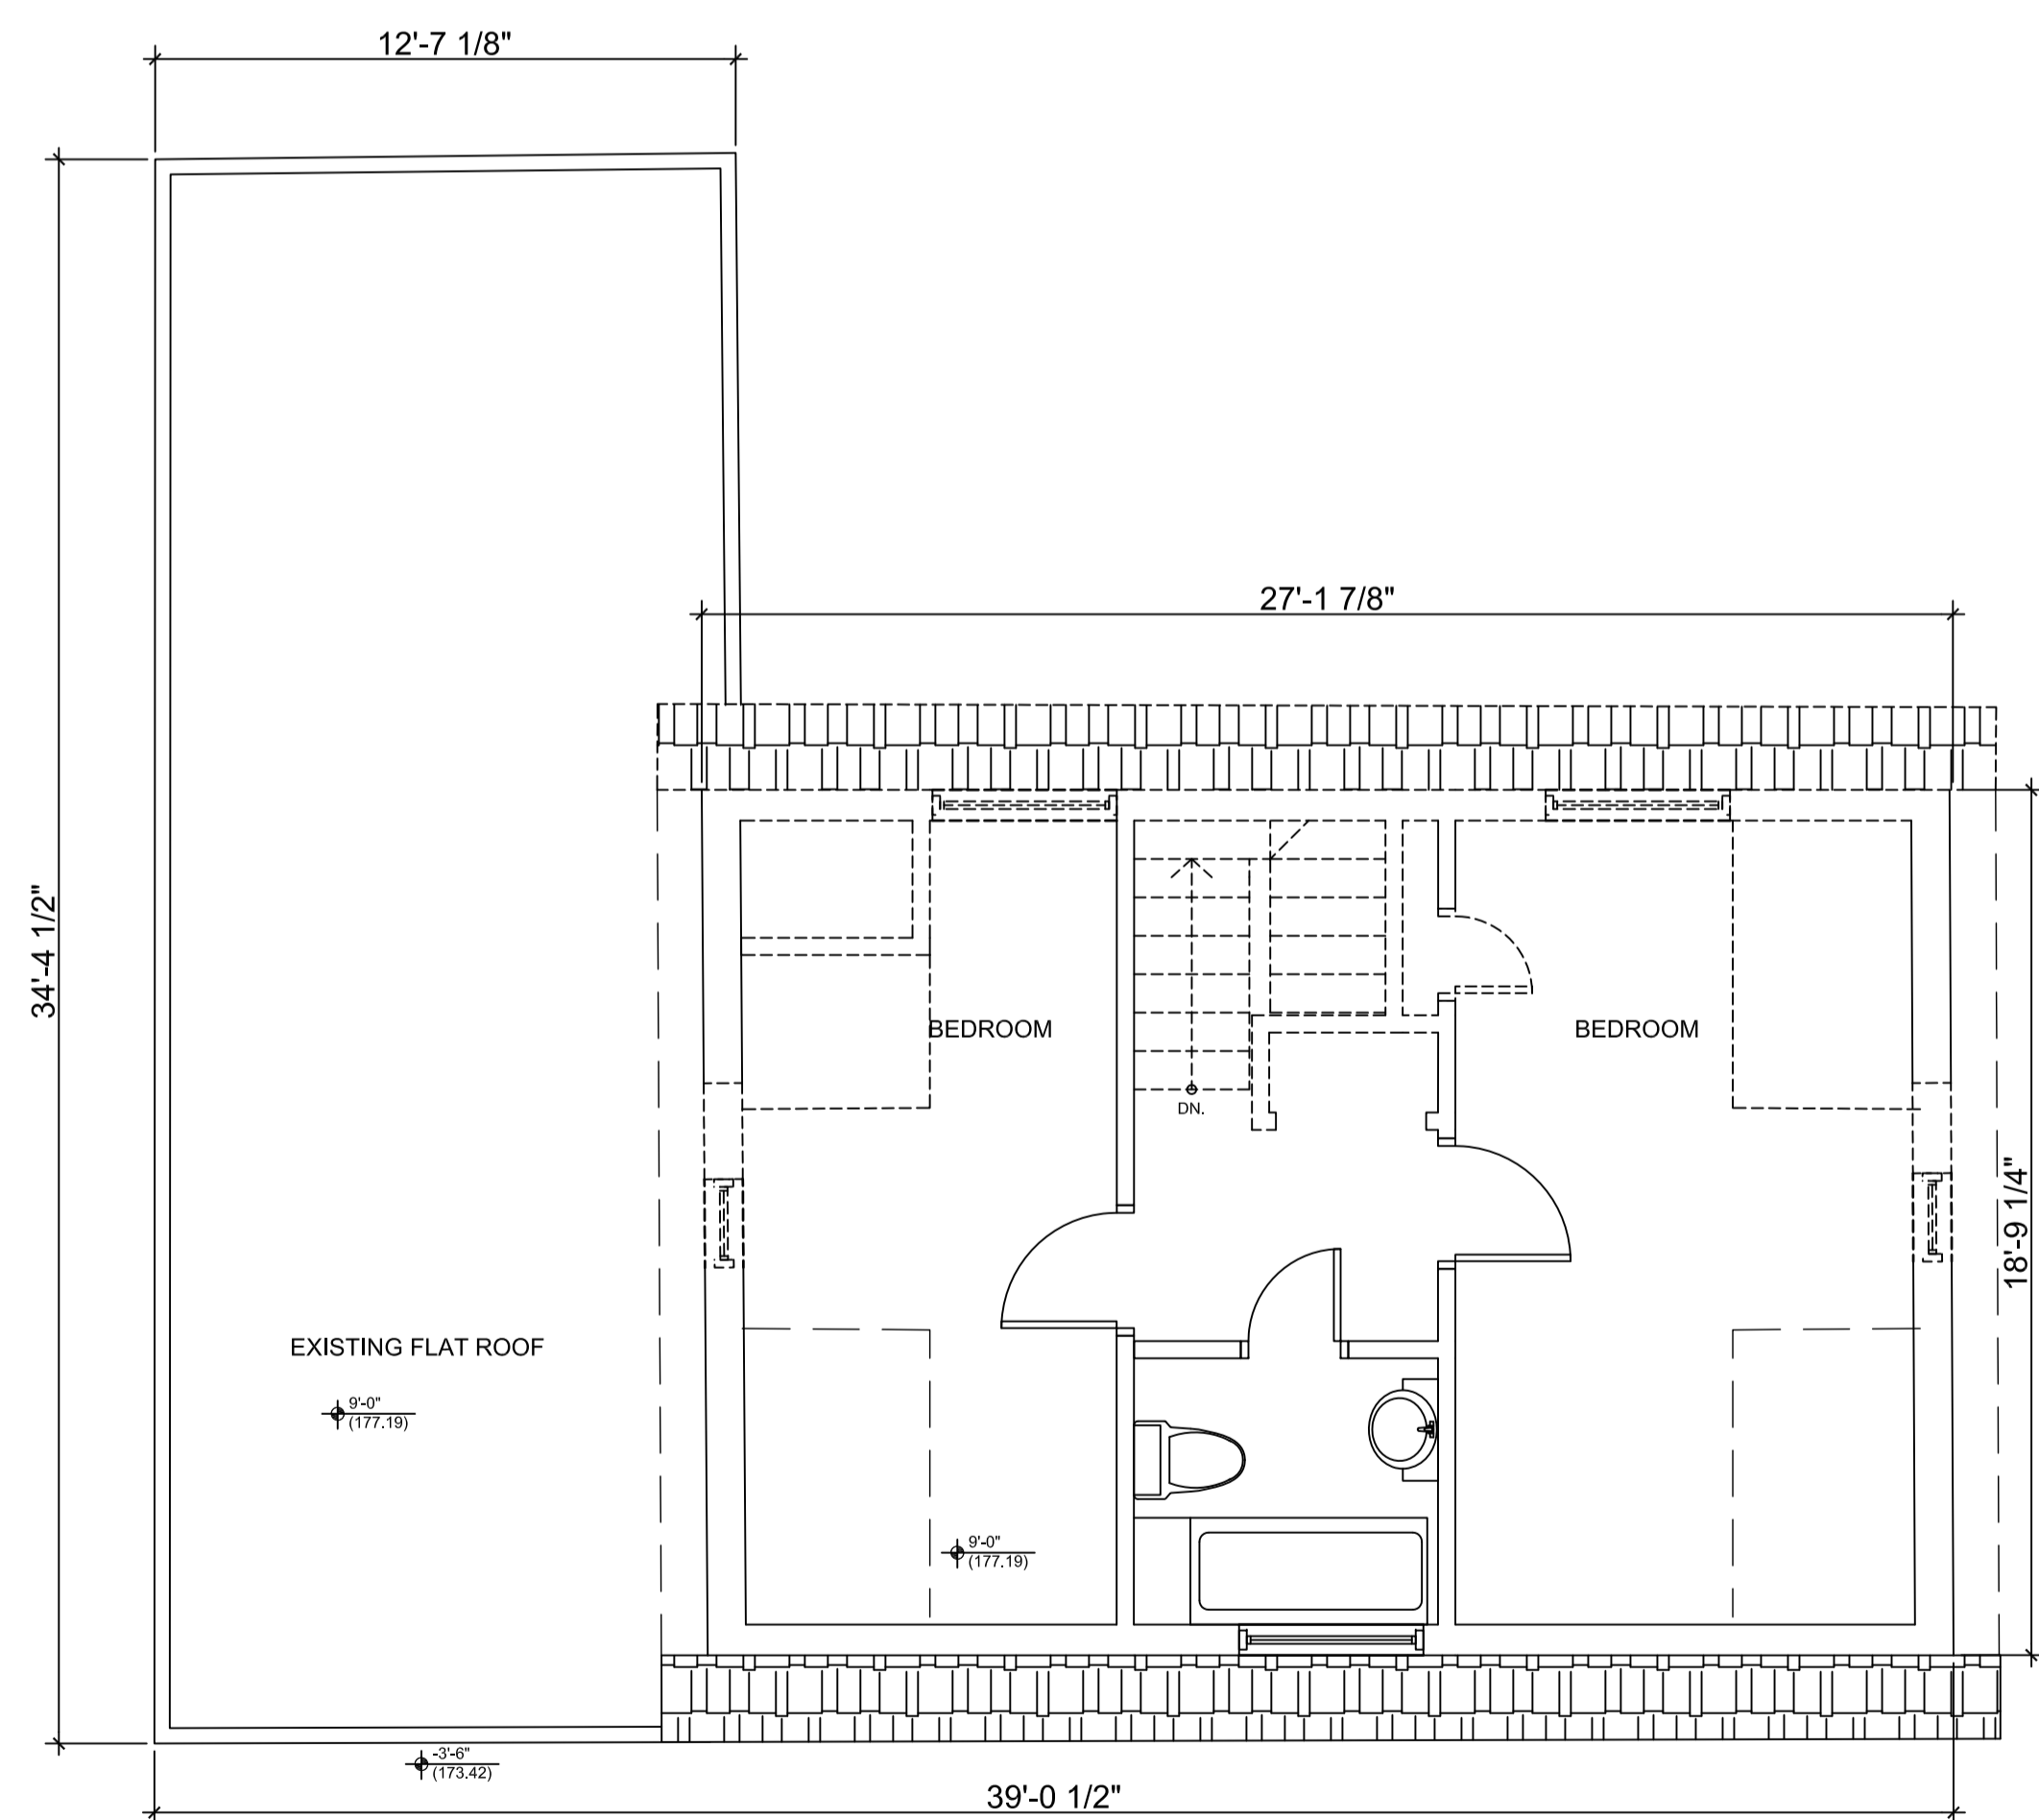 12'-7 1/8"
27'-1 7/8"
34'-4 1/2"
BEDROOM
BEDROOM
DN.
18'-9 1/4"
EXISTING FLAT ROOF
9'-0"
(177.19)
9'-0"
(177.19)
-3'-6"
(173.42)
39'-0 1/2"